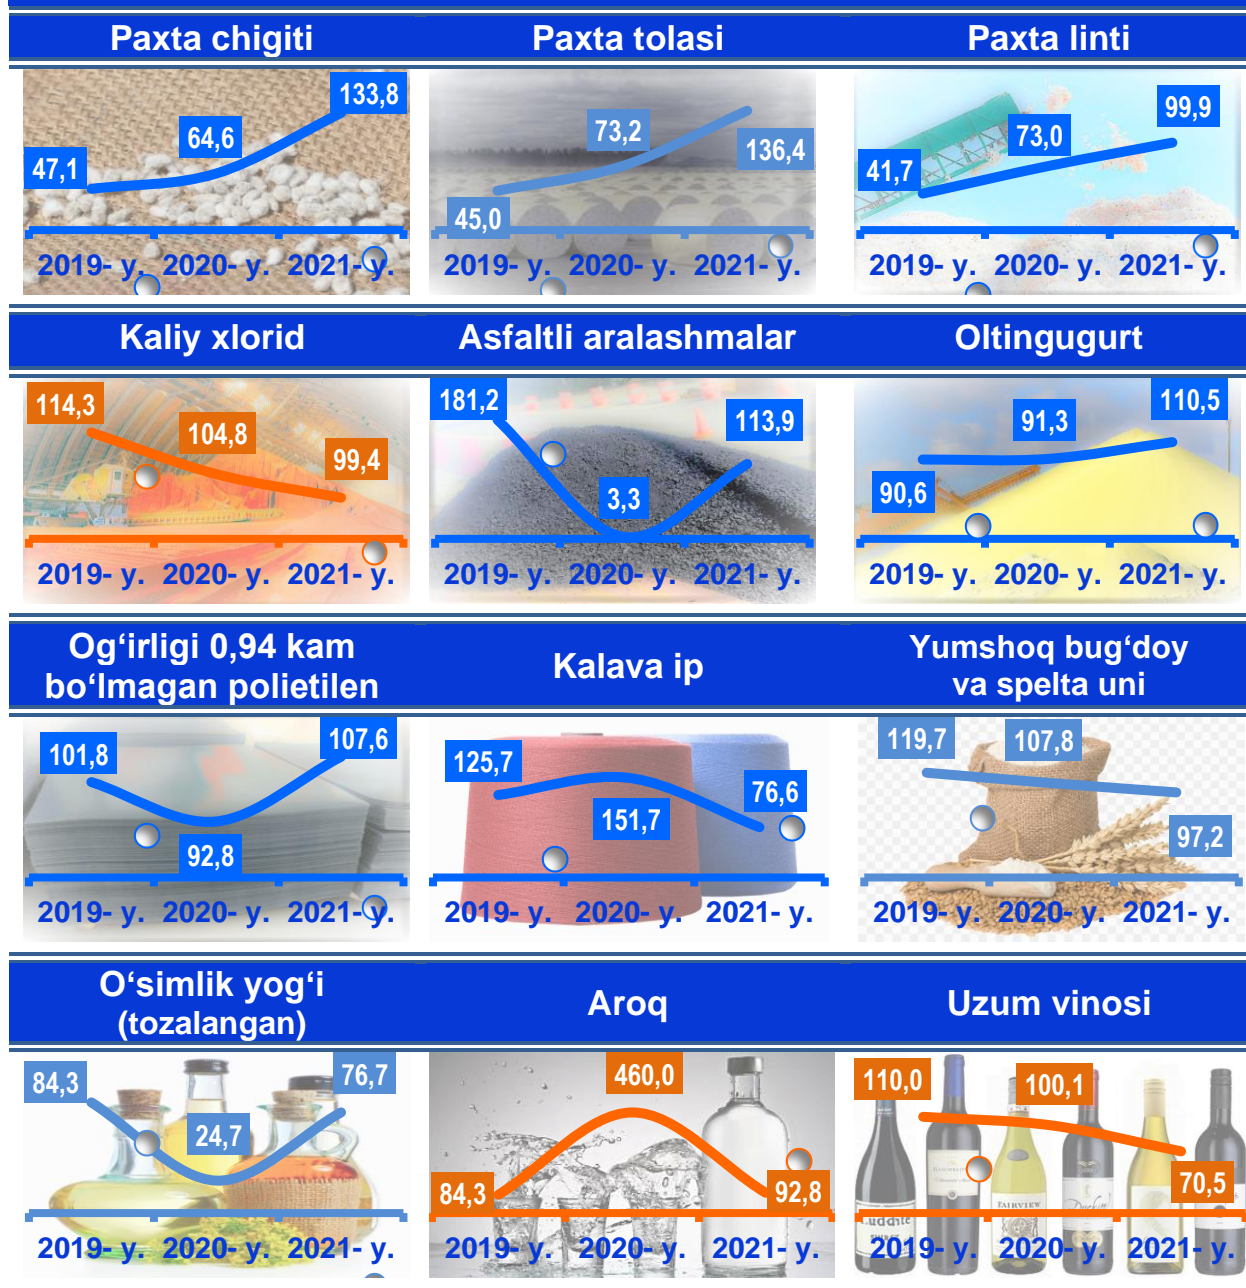 Paxta chigiti
Paxta tolasi
Paxta linti
47,1
64,6
133,8
45,0
73,2
136,4
41,7
73,0
99,9
2019- y. 2020- y. 2021- y.
2019- y. 2020- y. 2021- y.
2019- y. 2020- y. 2021- y.
Kaliy xlorid
Asfaltli aralashmalar
Oltingugurt
114,3
104,8
99,4
181,2
3,3
113,9
90,6
91,3
110,5
2019- y. 2020- y. 2021- y.
2019- y. 2020- y. 2021- y.
2019- y. 2020- y. 2021- y.
Og‘irligi 0,94 kam
bo‘lmagan polietilen
Kalava ip
Yumshoq bug‘doy
va spelta uni
101,8
92,8
107,6
125,7
151,7
76,6
119,7
107,8
97,2
2019- y. 2020- y. 2021- y.
2019- y. 2020- y. 2021- y.
2019- y. 2020- y. 2021- y.
O‘simlik yog‘i
(tozalangan)
Aroq
Uzum vinosi
84,3
24,7
76,7
84,3
460,0
92,8
110,0
100,1
70,5
FAIRVIEW
2019- y. 2020- y. 2021- y.
2019- y. 2020- y. 2021- y.
2019- y. 2020- y. 2021- y.